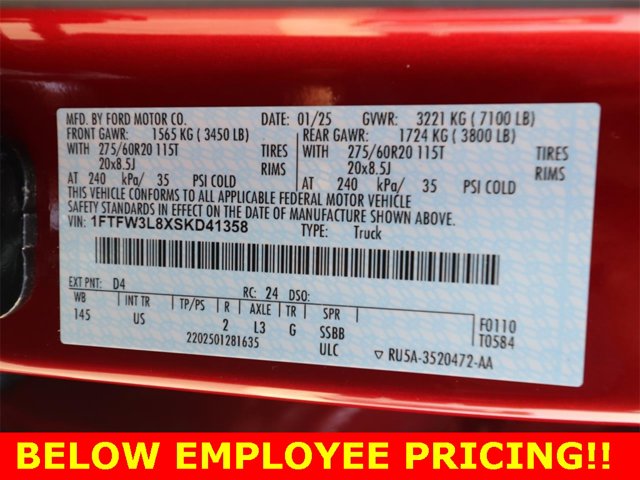 MFD. BY FORD MOTOR CO. DATE: 01/25 GVWR: 3221 KG ( 7100 LB)
FRONT GAWR: 1565 KG ( 3450 LB) REAR GAWR: 1724 KG ( 3800 LB)
WITH 275/60R20 115T TIRES WITH 275/60R20 115T TIRES
20x8.5J RIMS 20x8.5J RIMS
AT 240 kPa/ 35 PSI COLD AT 240 kPa/ 35 PSI COLD
THIS VEHICLE CONFORMS TO ALL APPLICABLE FEDERAL MOTOR VEHICLE
SAFETY STANDARDS IN EFFECT ON THE DATE OF MANUFACTURE SHOWN ABOVE.
VIN: 1FTFW3L8XSKD41358 TYPE: Truck
EXT PNT: D4 RC: 24 DSO:
WB INT TR TP/PS R AXLE TR SPR
145 US 2 L3 G SSBB F0110
2202501281635 ULC T0584
RU5A-3520472-AA
BELOW EMPLOYEE PRICING!!